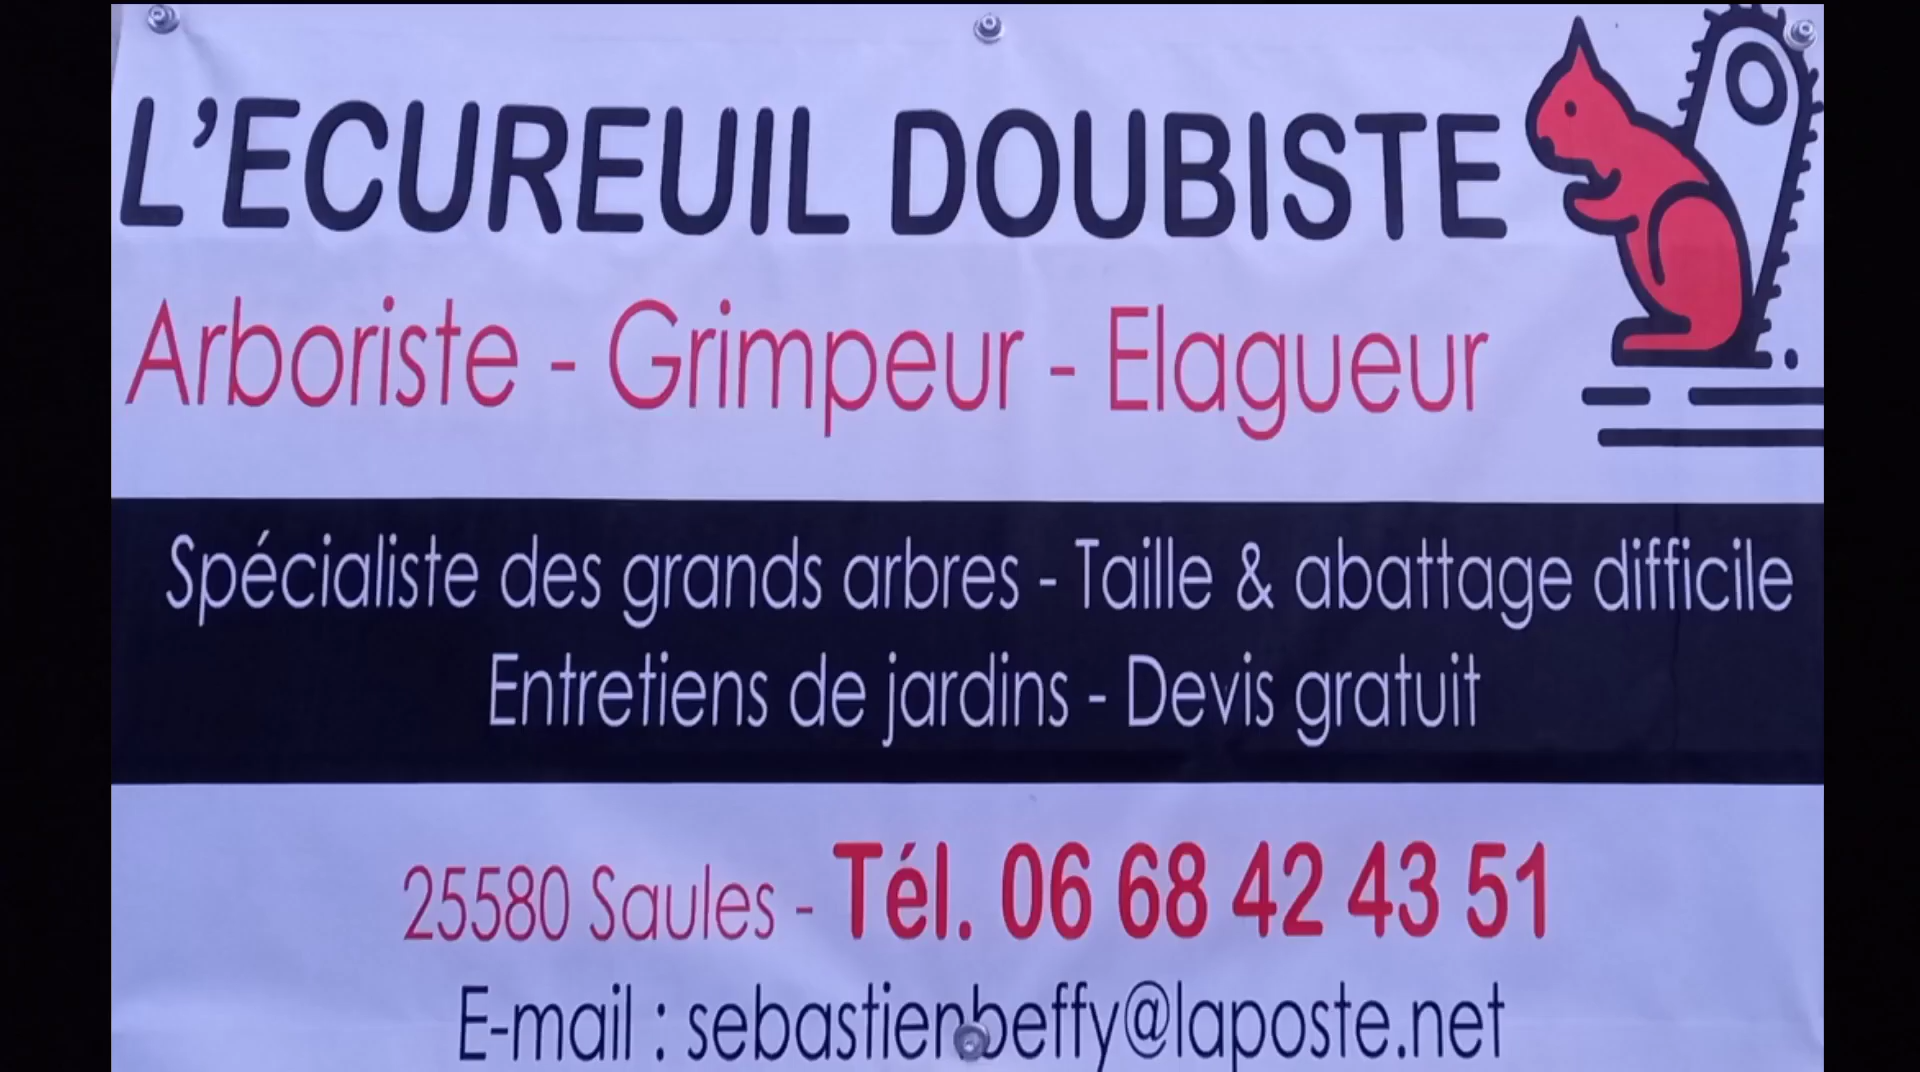 L'ECUREUIL DOUBISTE
Arboriste - Grimpeur - Elagueur
Spécialiste des grands arbres - Taille & abattage difficile
Entretiens de jardins - Devis gratuit
25580 Saules - Tél. 06 68 42 43 51
E-mail : sebastienbeffy@laposte.net